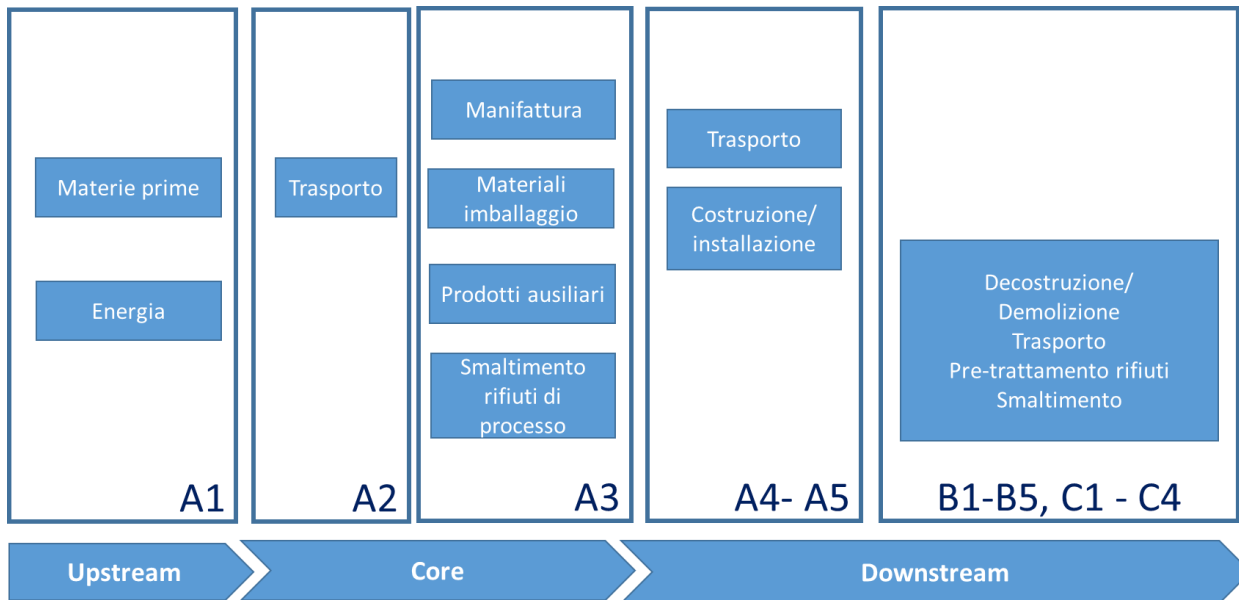 Materie prime
Energia
A1
Trasporto
A2
Manifattura
Materiali
imballaggio
Prodotti ausiliari
Smaltimento
rifiuti di
processo
A3
Trasporto
Costruzione/
installazione
A4- A5
Decostruzione/
Demolizione
Trasporto
Pre-trattamento rifiuti
Smaltimento
B1-B5, C1 - C4
Upstream
Core
Downstream